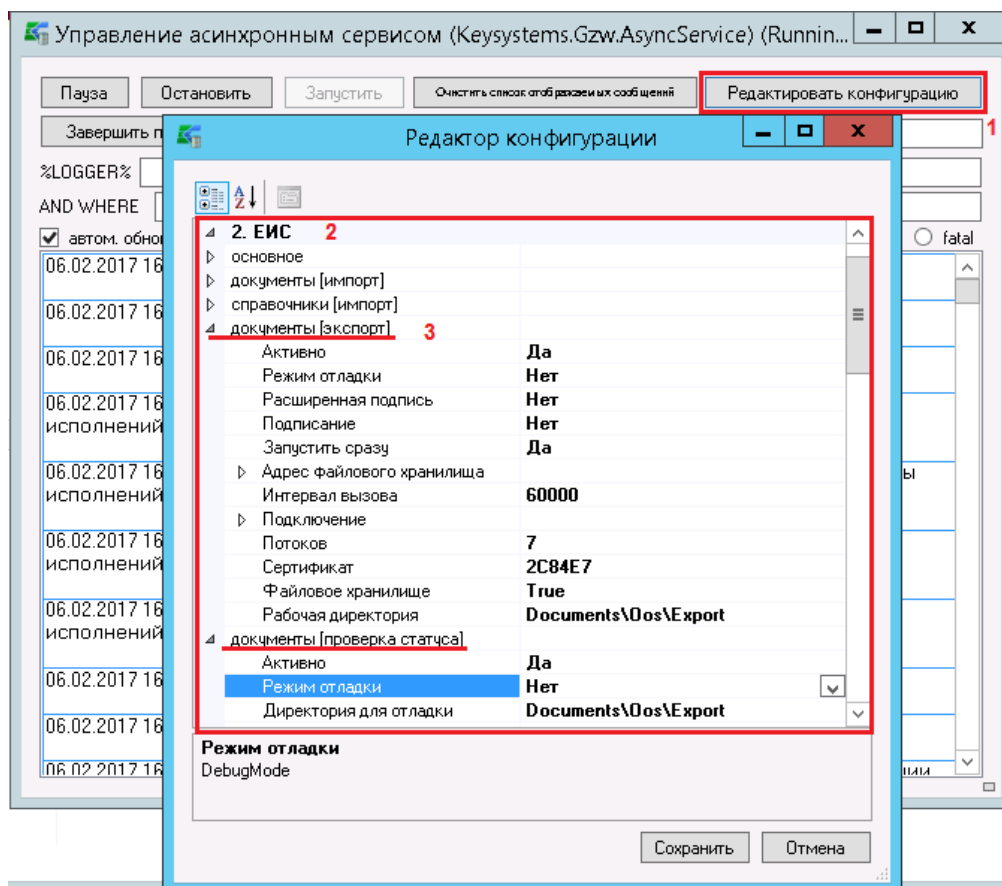 Управление асинхронным сервисом (Keysystems.Gzw.AsyncService) (Runnin...
Пауза Остановить Запустить Очистить список отображаемых сообщений Редактировать конфигурацию
1
Завершить п
Редактор конфигурации
%LOGGER%
AND WHERE
автом. обнов
fatal
06.02.2017 16
06.02.2017 16
06.02.2017 16
06.02.2017 16
исполнений
06.02.2017 16 ы
исполнений
06.02.2017 16
исполнений
06.02.2017 16
исполнений
06.02.2017 16
06.02.2017 16
06.02.2017 16 ции
2. ЕИС 2
основное
документы [импорт]
справочники [импорт]
документы [экспорт] 3
Активно Да
Режим отладки Нет
Расширенная подпись Нет
Подписание Нет
Запустить сразу Да
Адрес файлового хранилища
Интервал вызова 60000
Подключение
Потоков 7
Сертификат 2C84E7
Файловое хранилище True
Рабочая директория Documents\Oos\Export
документы [проверка статуса]
Активно Да
Режим отладки Нет
Директория для отладки Documents\Oos\Export
Режим отладки
DebugMode
Сохранить Отмена